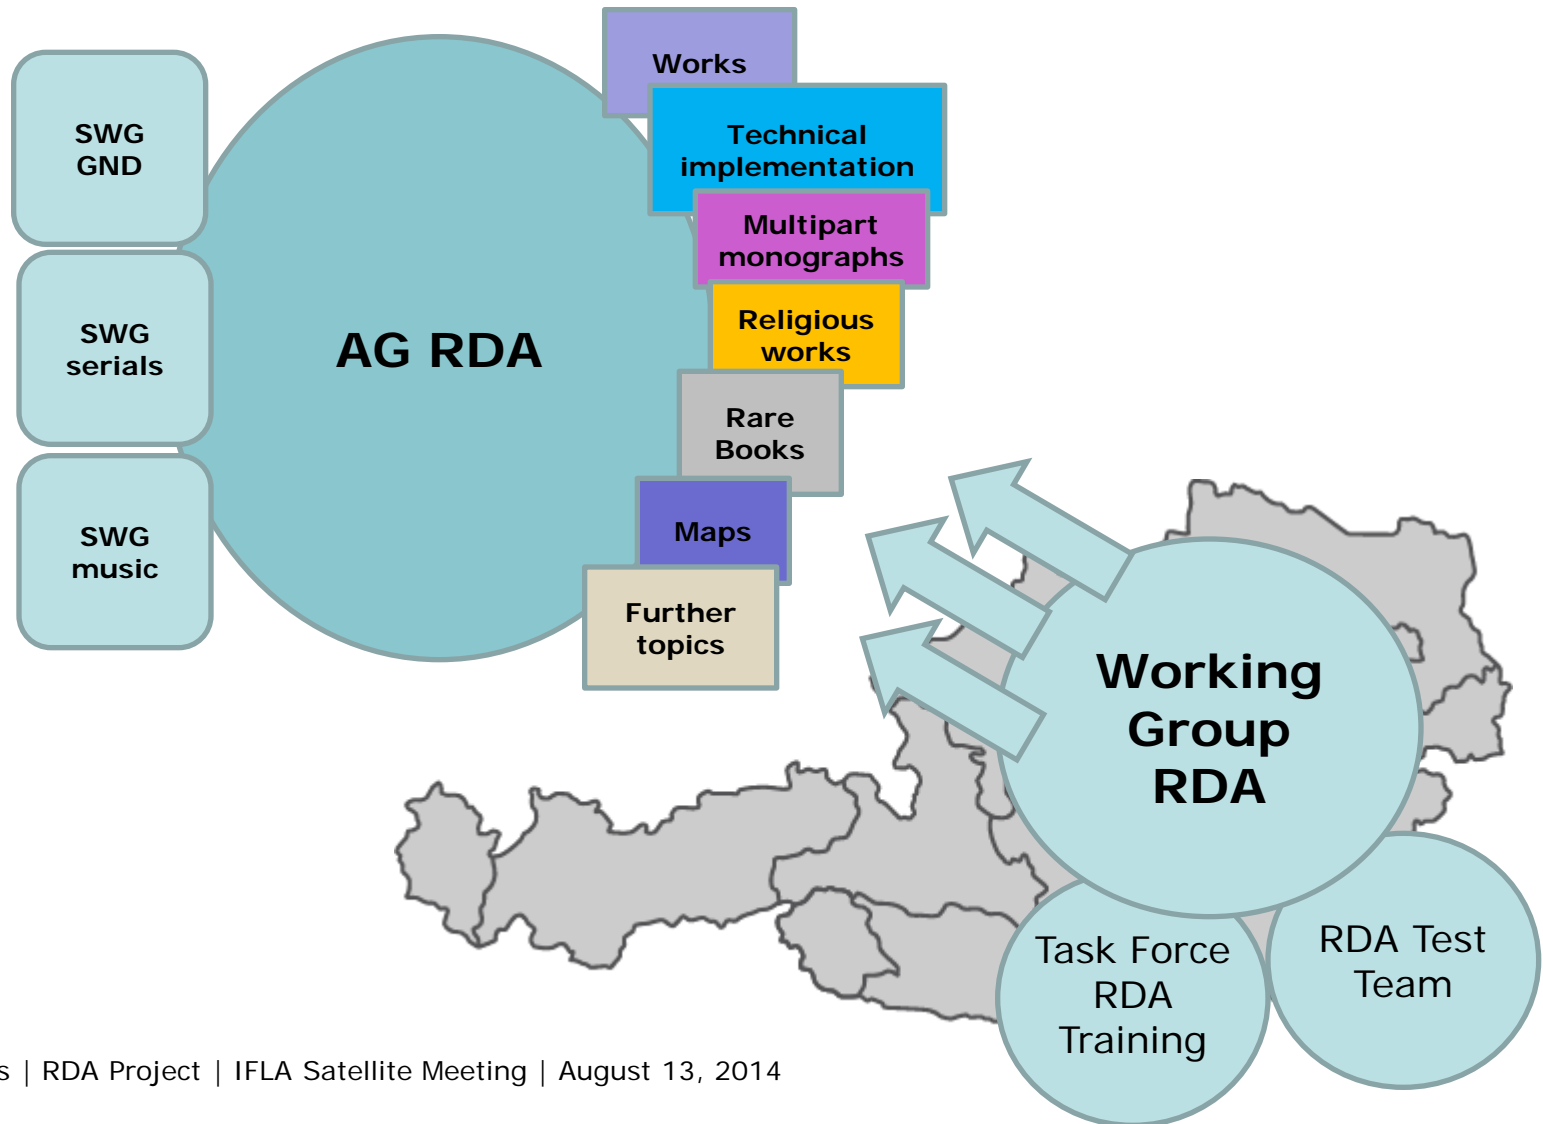 SWG
GND
SWG
serials
SWG
music
AG RDA
Works
Technical
implementation
Multipart
monographs
Religious
works
Rare
Books
Maps
Further
topics
Working
Group
RDA
Task Force
RDA
Training
RDA Test
Team
s | RDA Project | IFLA Satellite Meeting | August 13, 2014